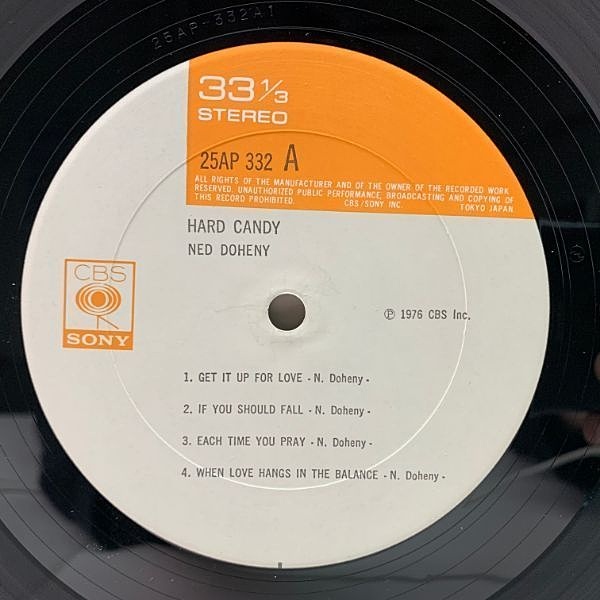 25AP-332A1
33 1/3
STEREO
25AP 332 A
ALL RIGHTS OF THE MANUFACTURER AND OF THE OWNER OF THE RECORDED WORK
RESERVED. UNAUTHORIZED PUBLIC PERFORMANCE, BROADCASTING AND COPYING OF
THIS RECORD PROHIBITED. CBS/SONY INC. TOKYO JAPAN
HARD CANDY
NED DOHENY
CBS
SONY
Ⓟ 1976 CBS Inc.
1. GET IT UP FOR LOVE - N. Doheny -
2. IF YOU SHOULD FALL - N. Doheny -
3. EACH TIME YOU PRAY - N. Doheny -
4. WHEN LOVE HANGS IN THE BALANCE - N. Doheny -